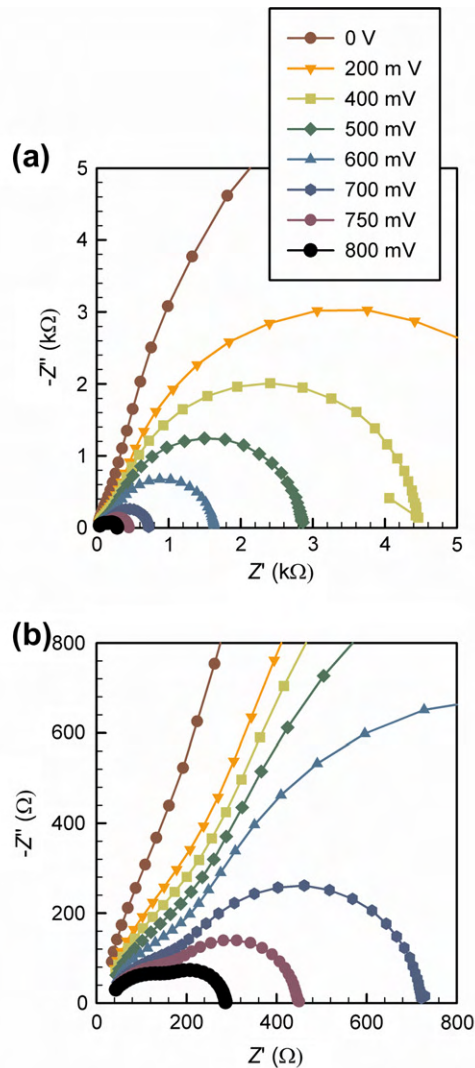 0 V
200 m V
400 mV
500 mV
600 mV
700 mV
750 mV
800 mV
(a)
5
4
3
2
1
0
-Z" (kΩ)
0 1 2 3 4 5
Z' (kΩ)
(b)
800
600
400
200
0
-Z" (Ω)
0 200 400 600 800
Z' (Ω)